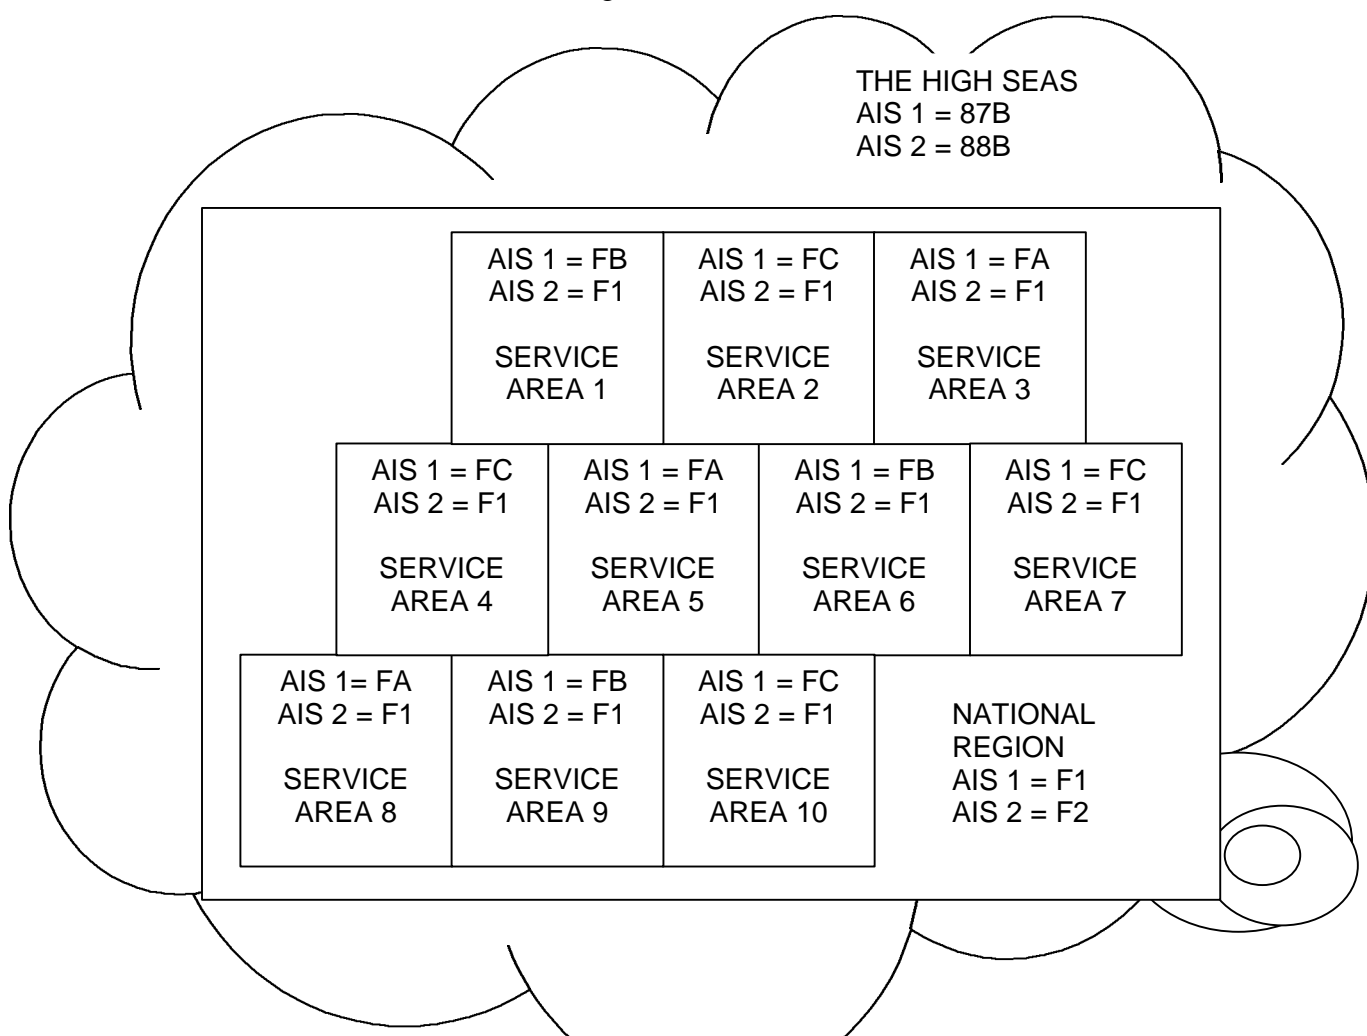 THE HIGH SEAS
AIS 1 = 87B
AIS 2 = 88B
AIS 1 = FB
AIS 2 = F1
SERVICE
AREA 1
AIS 1 = FC
AIS 2 = F1
SERVICE
AREA 2
AIS 1 = FA
AIS 2 = F1
SERVICE
AREA 3
AIS 1 = FC
AIS 2 = F1
SERVICE
AREA 4
AIS 1 = FA
AIS 2 = F1
SERVICE
AREA 5
AIS 1 = FB
AIS 2 = F1
SERVICE
AREA 6
AIS 1 = FC
AIS 2 = F1
SERVICE
AREA 7
AIS 1= FA
AIS 2 = F1
SERVICE
AREA 8
AIS 1 = FB
AIS 2 = F1
SERVICE
AREA 9
AIS 1 = FC
AIS 2 = F1
SERVICE
AREA 10
NATIONAL
REGION
AIS 1 = F1
AIS 2 = F2